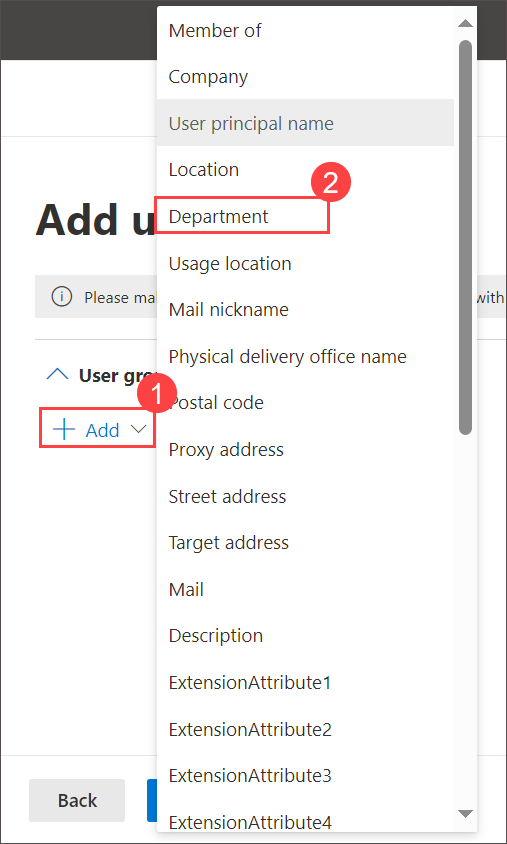 Member of
Company
User principal name
Location
2
Department
Add u
Usage location
Please ma
with
Mail nickname
Physical delivery office name
User gro
1
Postal code
Add
Proxy address
Street address
Target address
Mail
Description
ExtensionAttribute1
ExtensionAttribute2
ExtensionAttribute3
Back
ExtensionAttribute4